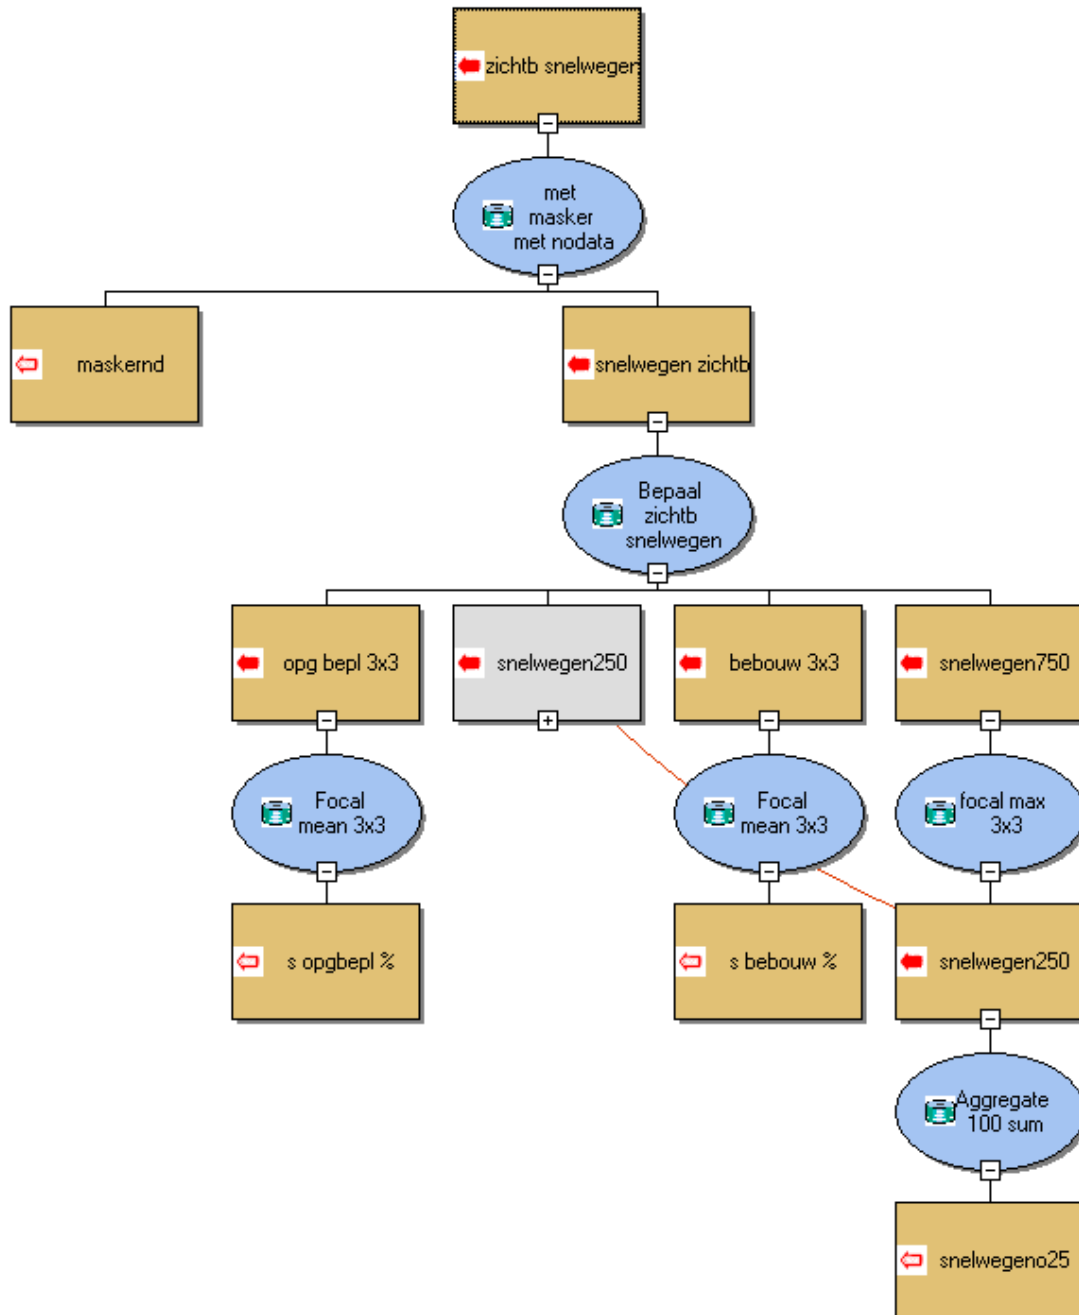 zichtb snelwegen
met
masker
met nodata
maskernd
snelwegen zichtb
Bepaal
zichtb
snelwegen
opg bepl 3x3
snelwegen250
bebouw 3x3
snelwegen750
Focal
mean 3x3
Focal
mean 3x3
focal max
3x3
s opgbepl %
s bebouw %
snelwegen250
Aggregate
100 sum
snelwegeno25